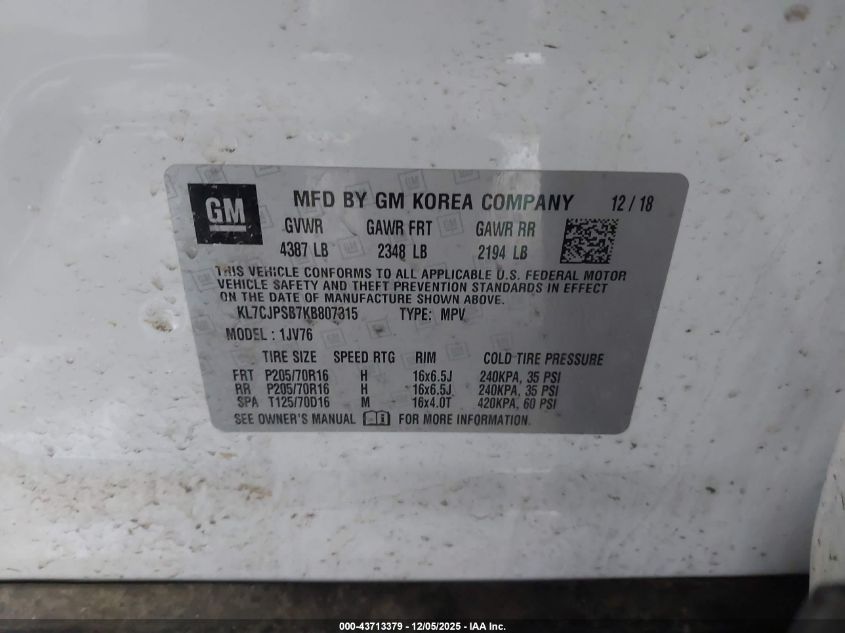 GM
MFD BY GM KOREA COMPANY 12 / 18
GVWR GAWR FRT GAWR RR
4387 LB 2348 LB 2194 LB
THIS VEHICLE CONFORMS TO ALL APPLICABLE U.S. FEDERAL MOTOR
VEHICLE SAFETY AND THEFT PREVENTION STANDARDS IN EFFECT
ON THE DATE OF MANUFACTURE SHOWN ABOVE.
KL7CJPSB7KB807315 TYPE: MPV
MODEL : 1JV76
TIRE SIZE SPEED RTG RIM COLD TIRE PRESSURE
FRT P205/70R16 H 16x6.5J 240KPA, 35 PSI
RR P205/70R16 H 16x6.5J 240KPA, 35 PSI
SPA T125/70D16 M 16x4.0T 420KPA, 60 PSI
SEE OWNER'S MANUAL FOR MORE INFORMATION.
000-43713379 - 12/05/2025 - IAA Inc.